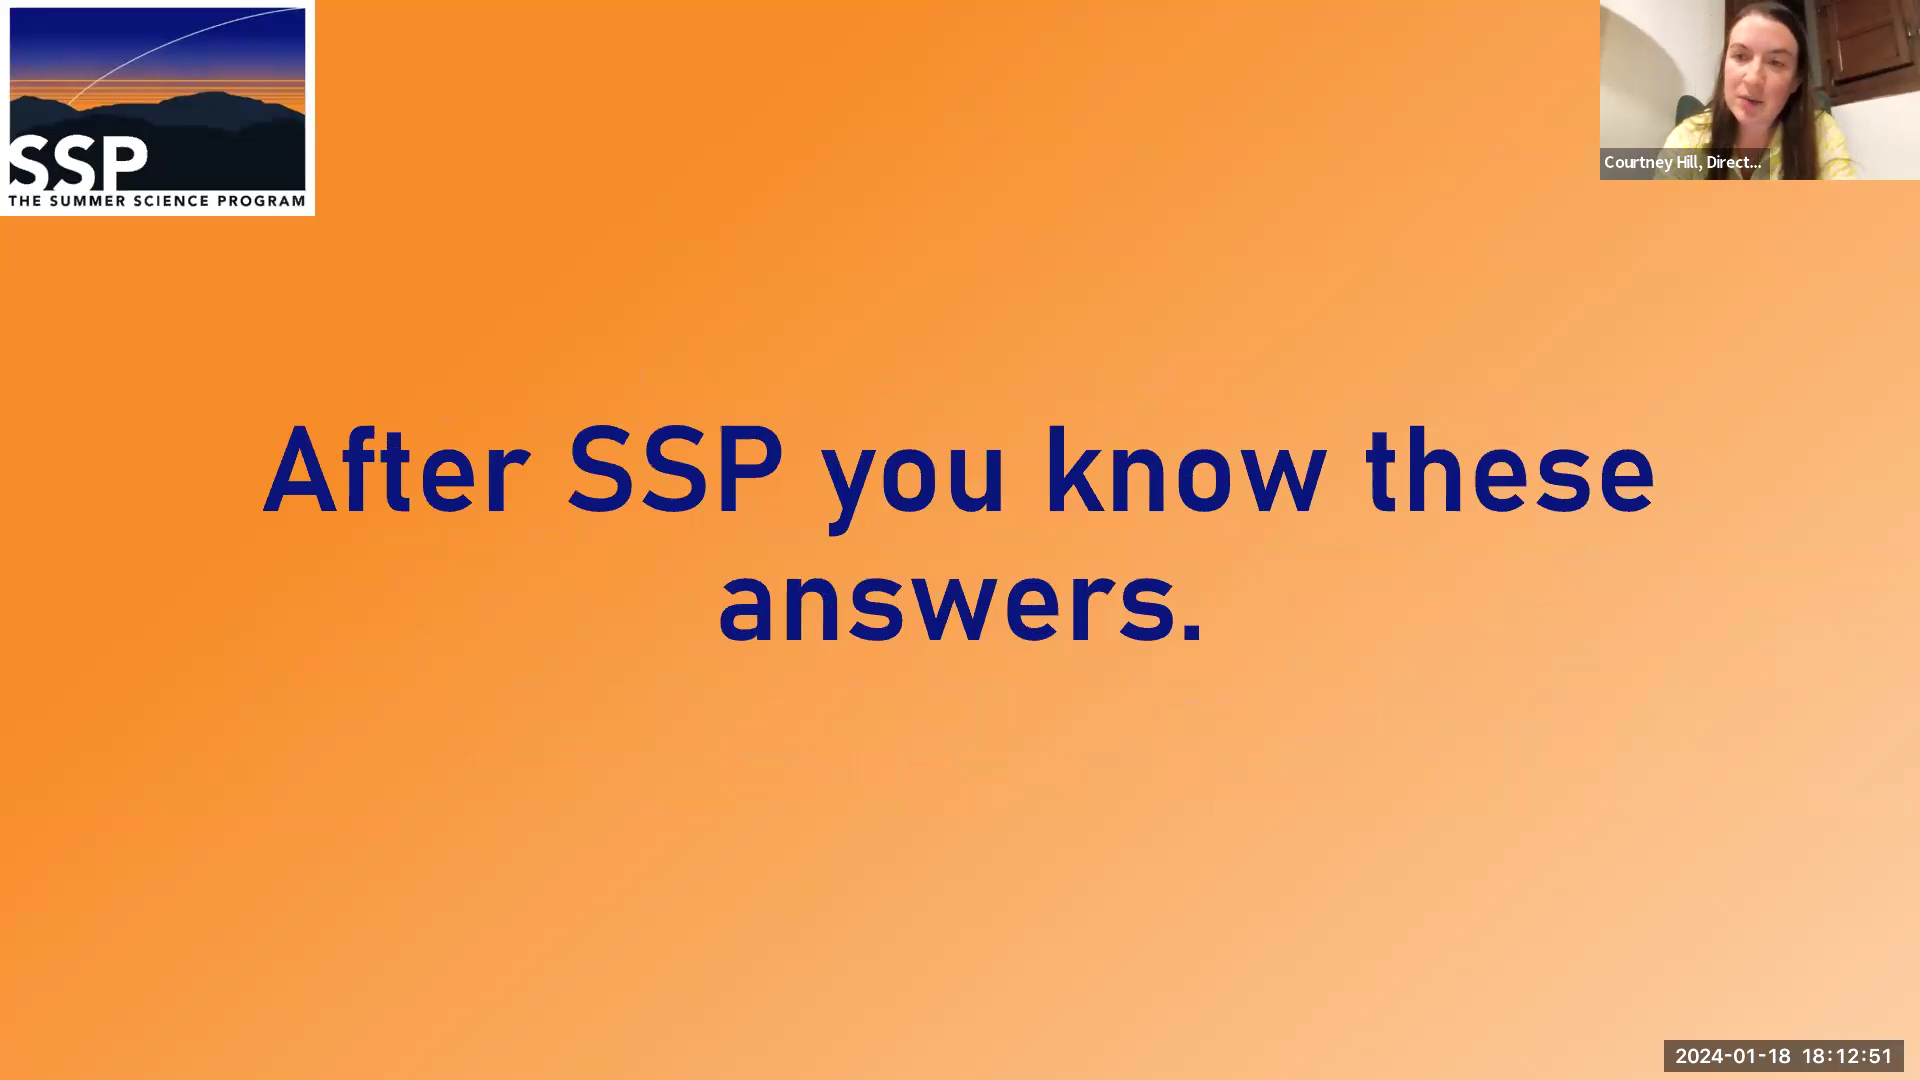 SSP
THE SUMMER SCIENCE PROGRAM
Courtney Hill, Direct...
After SSP you know these
answers.
2024-01-18 18:12:51